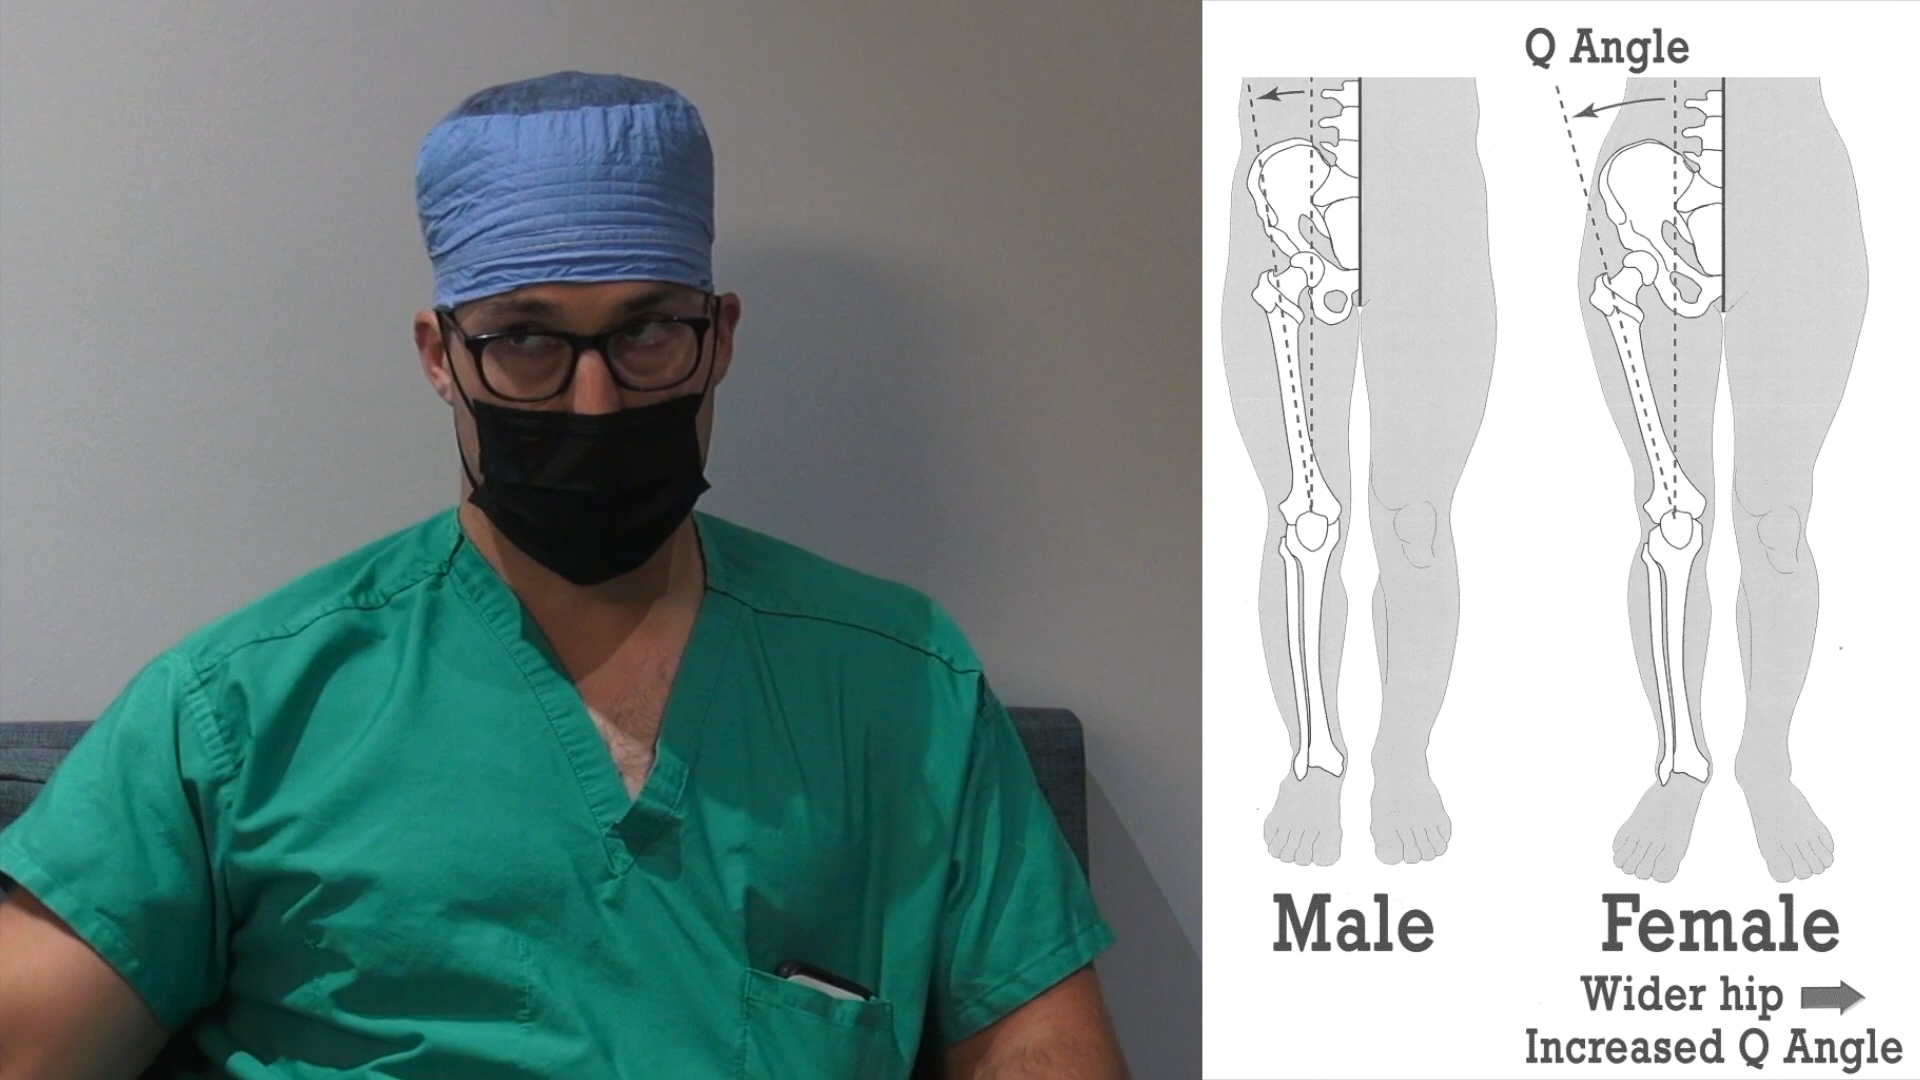 Q Angle
Male
Female
Wider hip
Increased Q Angle